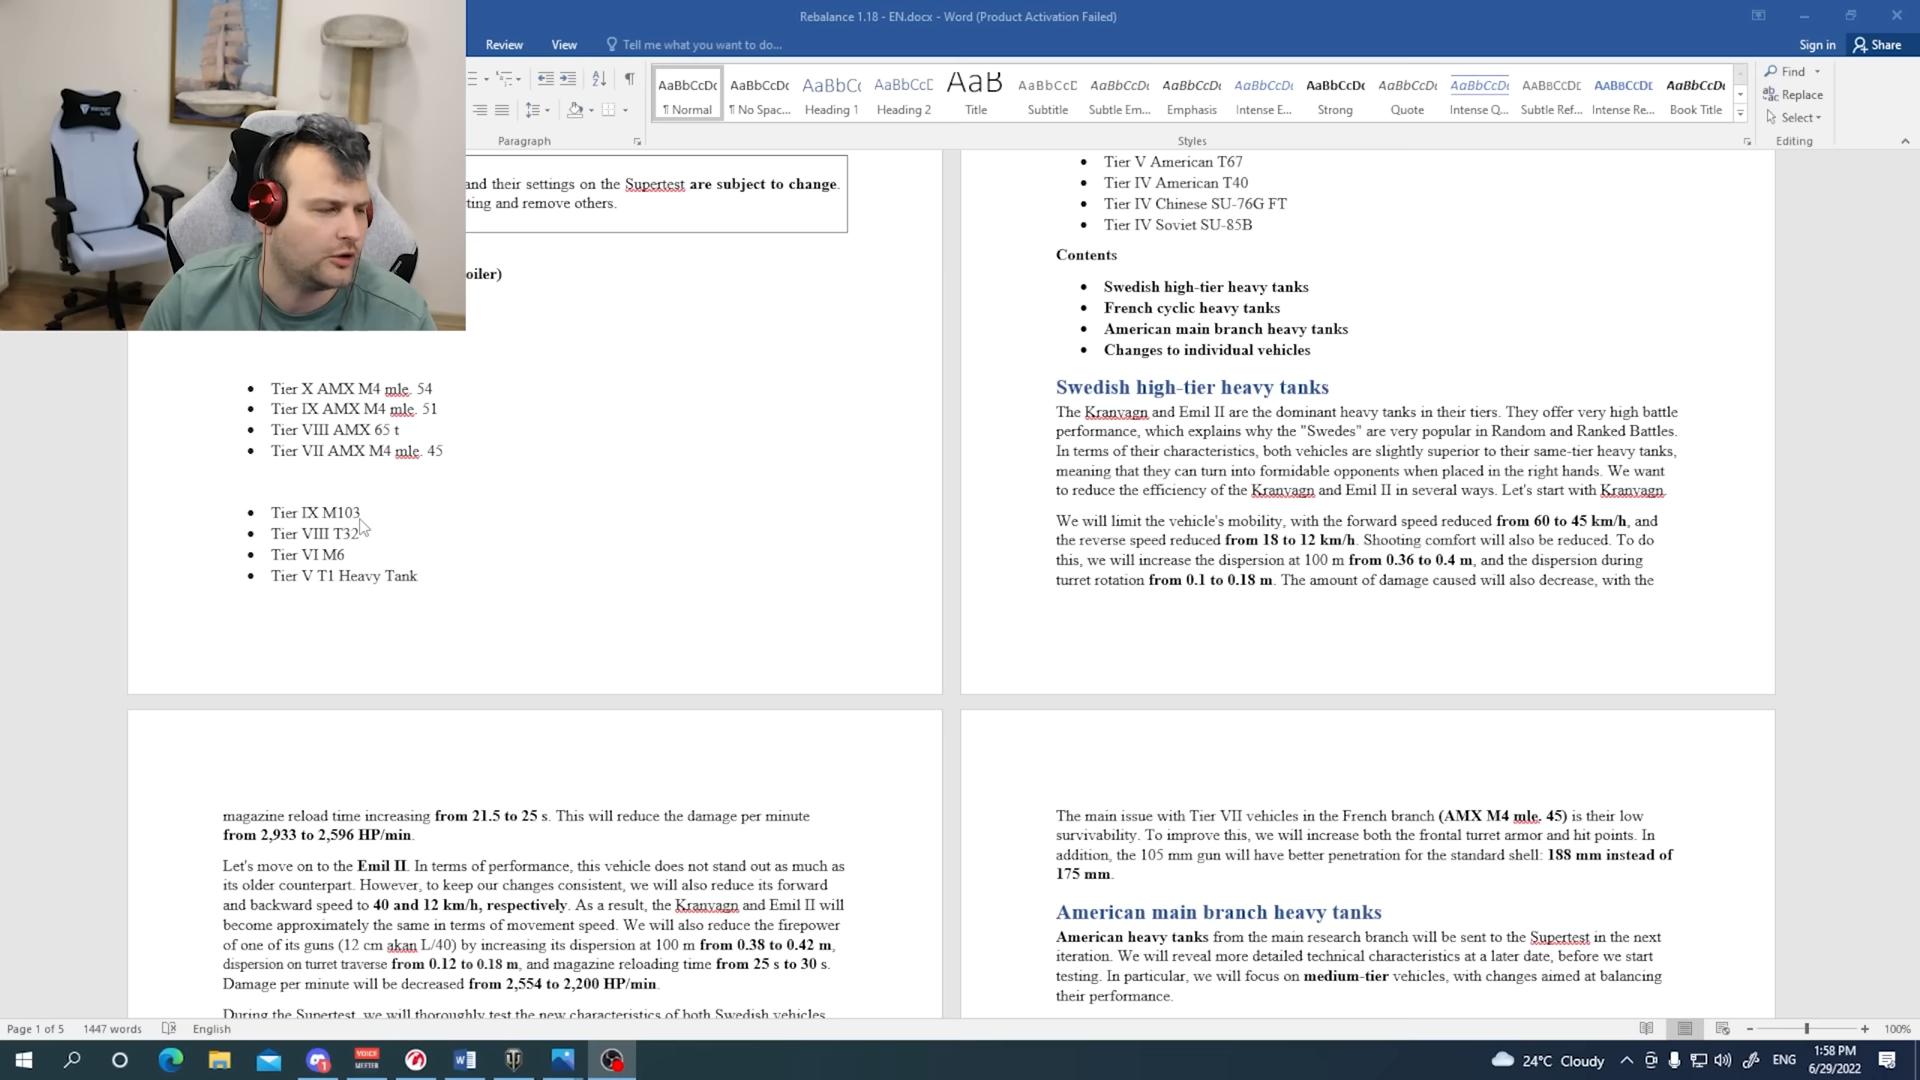 Rebalance 1.18 - EN.docx - Word (Product Activation Failed)
Review View Tell me what you want to do... Sign in Share
AaBbCcDc AaBbCcDc AaBbCc AaBbCcD AaB AaBbCcD AaBbCcDc AaBbCcDc AaBbCcDc AaBbCcDc AaBbCcDc AaBbCcDc AABBCCDD AABBCCDD AaBbCcDc
¶ Normal ¶ No Spac... Heading 1 Heading 2 Title Subtitle Subtle Em... Emphasis Intense E... Strong Quote Intense Q... Subtle Ref... Intense Re... Book Title
Find
Replace
Select
Paragraph Styles Editing
and their settings on the Supertest are subject to change.
ting and remove others.
oiler)
• Tier X AMX M4 mle. 54
• Tier IX AMX M4 mle. 51
• Tier VIII AMX 65 t
• Tier VII AMX M4 mle. 45
• Tier IX M103
• Tier VIII T32
• Tier VI M6
• Tier V T1 Heavy Tank
• Tier V American T67
• Tier IV American T40
• Tier IV Chinese SU-76G FT
• Tier IV Soviet SU-85B
Contents
• Swedish high-tier heavy tanks
• French cyclic heavy tanks
• American main branch heavy tanks
• Changes to individual vehicles
Swedish high-tier heavy tanks
The Kranvagn and Emil II are the dominant heavy tanks in their tiers. They offer very high battle
performance, which explains why the "Swedes" are very popular in Random and Ranked Battles.
In terms of their characteristics, both vehicles are slightly superior to their same-tier heavy tanks,
meaning that they can turn into formidable opponents when placed in the right hands. We want
to reduce the efficiency of the Kranvagn and Emil II in several ways. Let's start with Kranvagn.
We will limit the vehicle's mobility, with the forward speed reduced from 60 to 45 km/h, and
the reverse speed reduced from 18 to 12 km/h. Shooting comfort will also be reduced. To do
this, we will increase the dispersion at 100 m from 0.36 to 0.4 m, and the dispersion during
turret rotation from 0.1 to 0.18 m. The amount of damage caused will also decrease, with the
magazine reload time increasing from 21.5 to 25 s. This will reduce the damage per minute
from 2,933 to 2,596 HP/min.
Let's move on to the Emil II. In terms of performance, this vehicle does not stand out as much as
its older counterpart. However, to keep our changes consistent, we will also reduce its forward
and backward speed to 40 and 12 km/h, respectively. As a result, the Kranvagn and Emil II will
become approximately the same in terms of movement speed. We will also reduce the firepower
of one of its guns (12 cm akan L/40) by increasing its dispersion at 100 m from 0.38 to 0.42 m,
dispersion on turret traverse from 0.12 to 0.18 m, and magazine reloading time from 25 s to 30 s.
Damage per minute will be decreased from 2,554 to 2,200 HP/min.
During the Supertest, we will thoroughly test the new characteristics of both Swedish vehicles
The main issue with Tier VII vehicles in the French branch (AMX M4 mle. 45) is their low
survivability. To improve this, we will increase both the frontal turret armor and hit points. In
addition, the 105 mm gun will have better penetration for the standard shell: 188 mm instead of
175 mm.
American main branch heavy tanks
American heavy tanks from the main research branch will be sent to the Supertest in the next
iteration. We will reveal more detailed technical characteristics at a later date, before we start
testing. In particular, we will focus on medium-tier vehicles, with changes aimed at balancing
their performance.
Page 1 of 5 1447 words English 100%
VOICE
MEETER
24°C Cloudy ENG 1:58 PM
6/29/2022